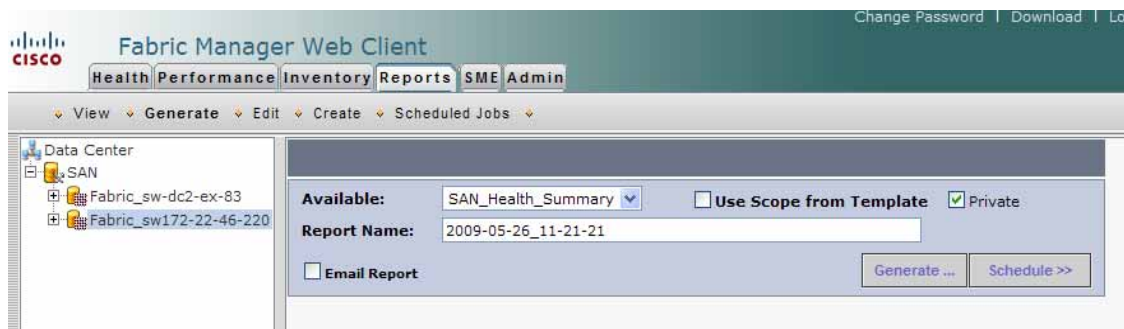 Change Password | Download | Lo
cisco
Fabric Manager Web Client
Health Performance Inventory Reports SME Admin
View Generate Edit Create Scheduled Jobs
Data Center
SAN
Fabric_sw-dc2-ex-83
Fabric_sw172-22-46-220
Available: SAN_Health_Summary Use Scope from Template Private
Report Name: 2009-05-26_11-21-21
Email Report Generate ... Schedule >>